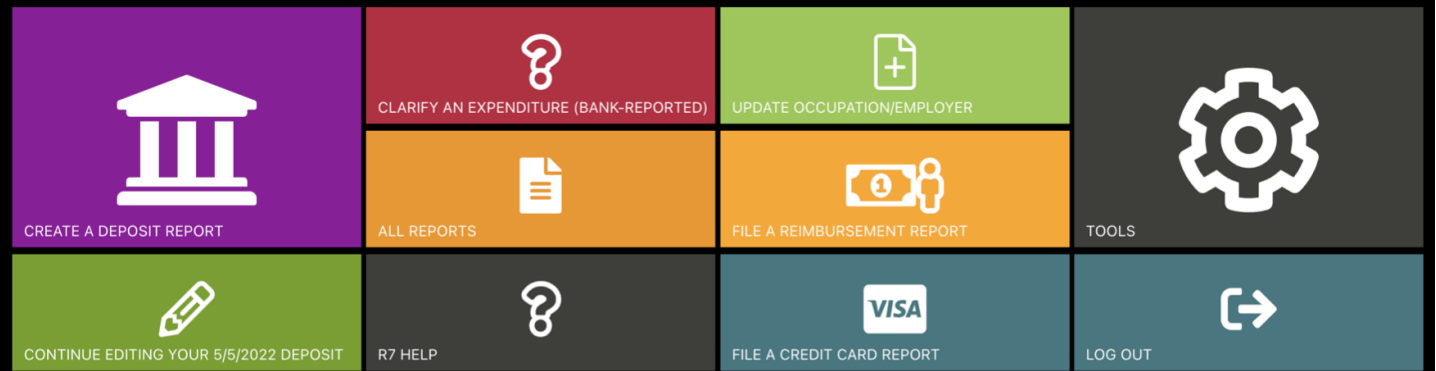 CREATE A DEPOSIT REPORT
CLARIFY AN EXPENDITURE (BANK-REPORTED)
UPDATE OCCUPATION/EMPLOYER
ALL REPORTS
1
FILE A REIMBURSEMENT REPORT
TOOLS
CONTINUE EDITING YOUR 5/5/2022 DEPOSIT
R7 HELP
VISA
FILE A CREDIT CARD REPORT
LOG OUT